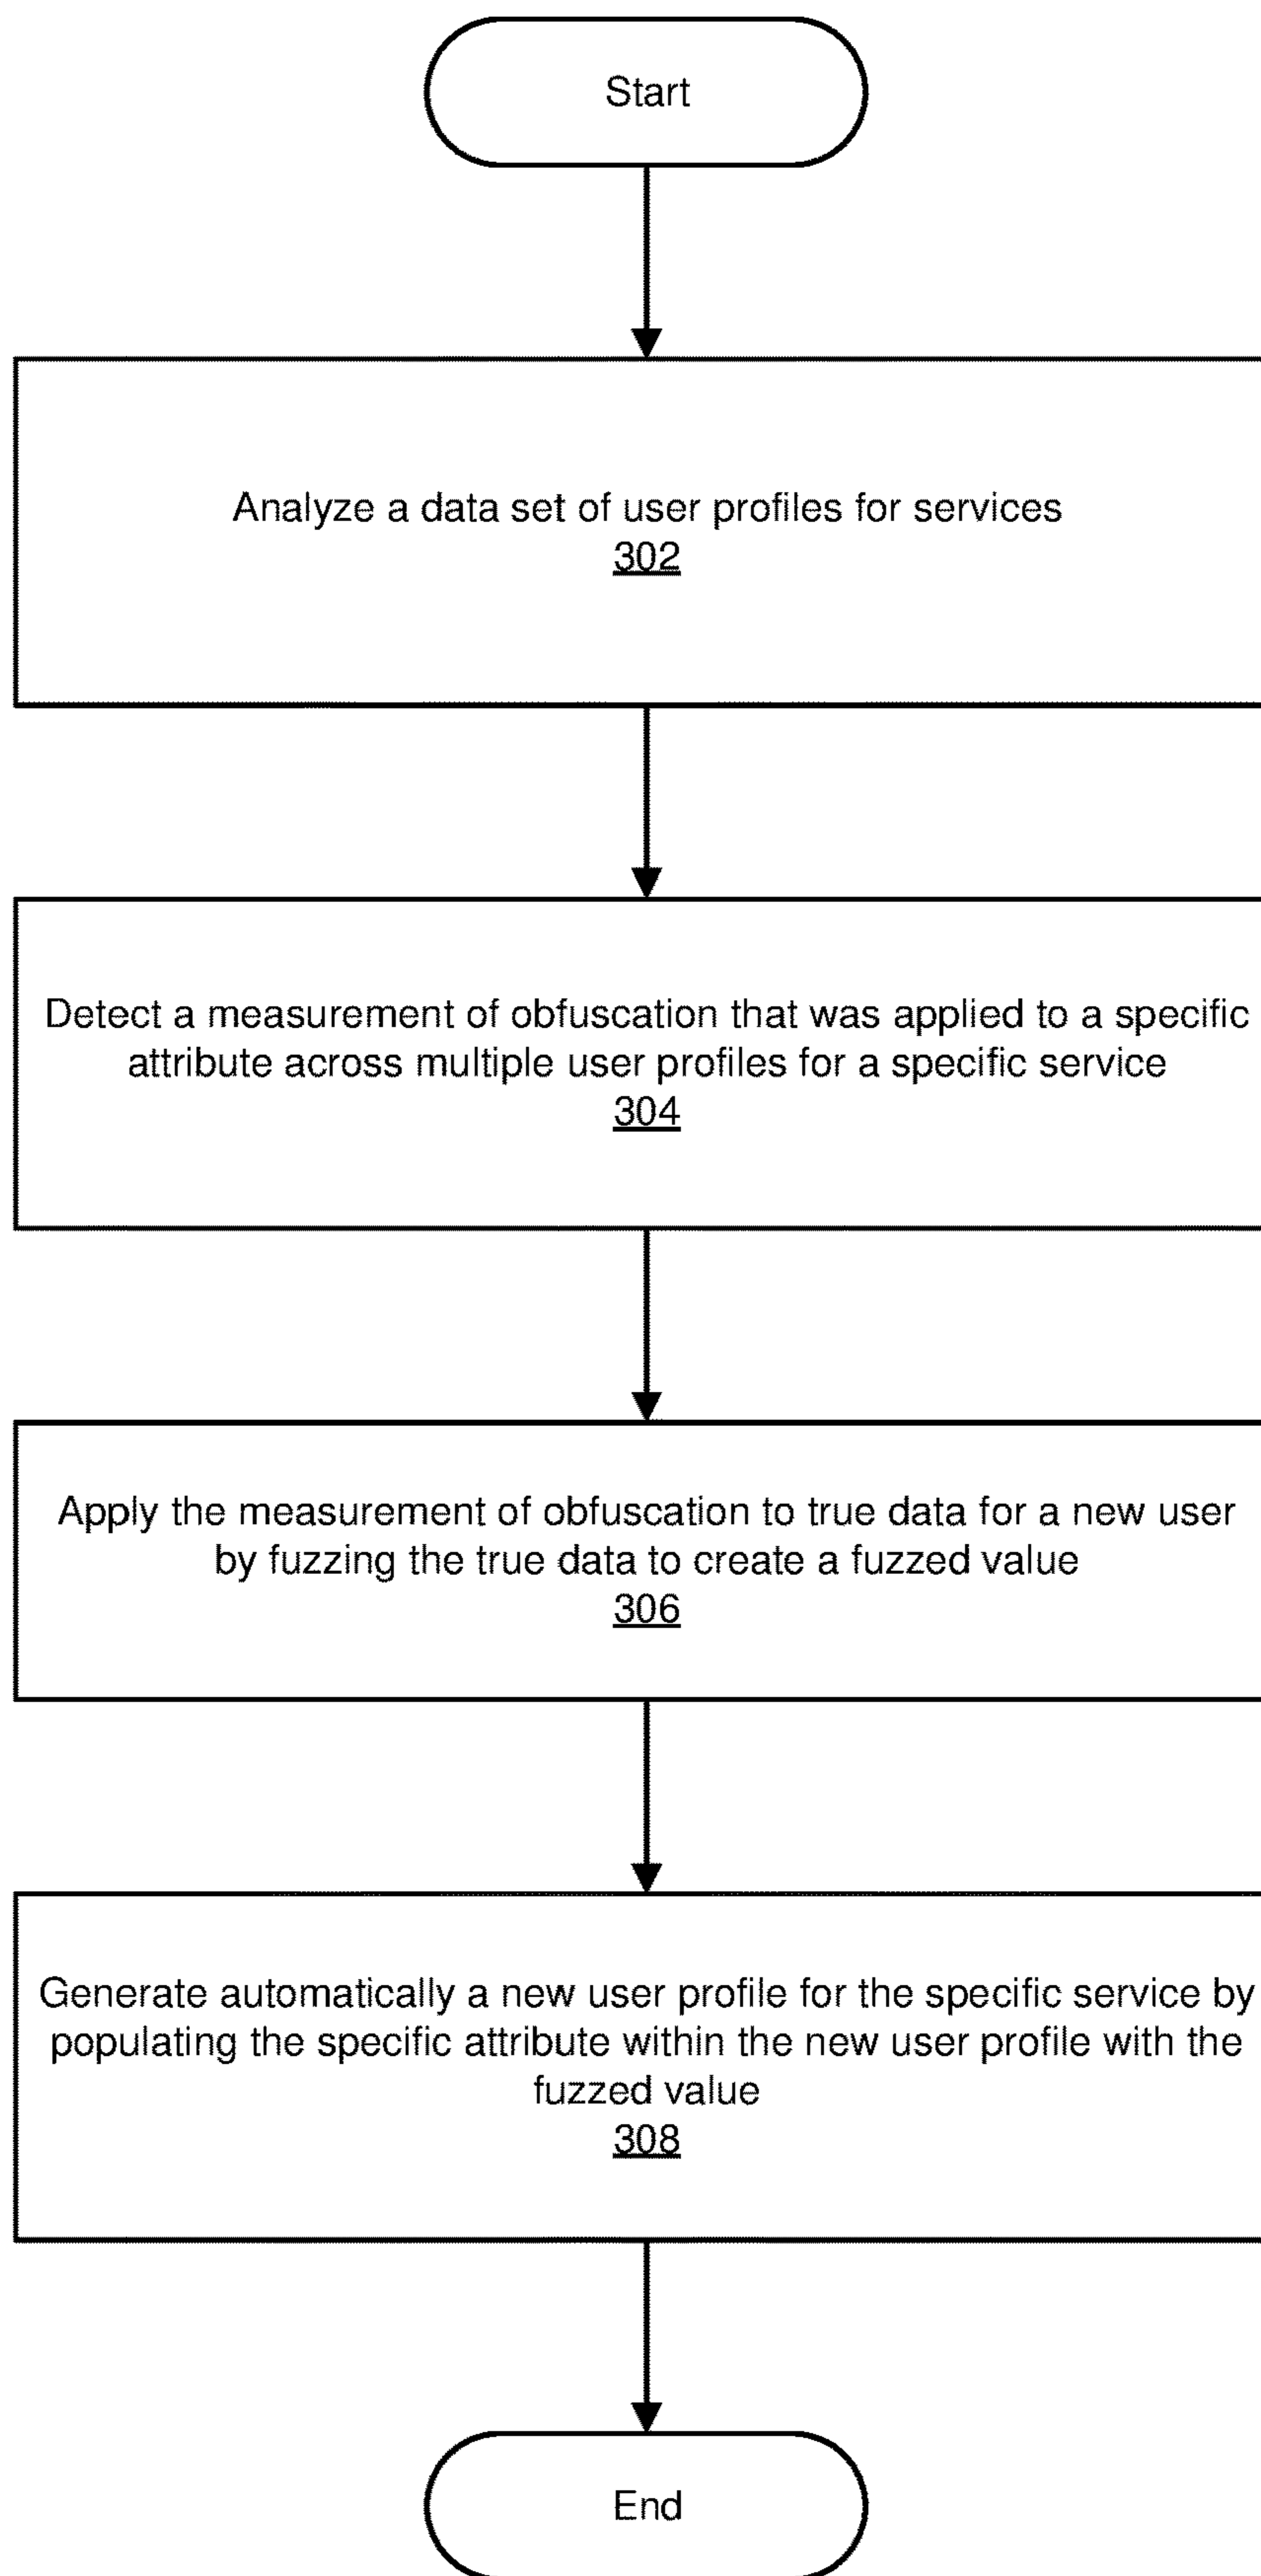 Start
Analyze a data set of user profiles for services
302
Detect a measurement of obfuscation that was applied to a specific
attribute across multiple user profiles for a specific service
304
Apply the measurement of obfuscation to true data for a new user
by fuzzing the true data to create a fuzzed value
306
Generate automatically a new user profile for the specific service by
populating the specific attribute within the new user profile with the
fuzzed value
308
End